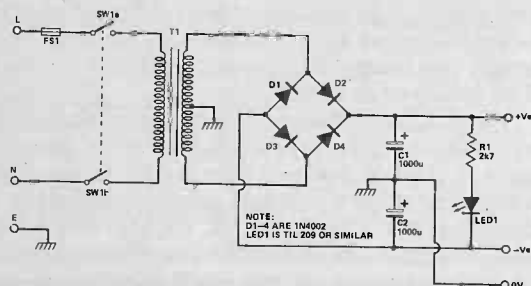 L
FS1
SW1a
T1
D1
D2
D3
D4
+
C1
1000u
+
C2
1000u
R1
2k7
LED1
+Ve
-Ve
0V
N
SW1b
E
NOTE:
D1–4 ARE 1N4002
LED1 IS TIL 209 OR SIMILAR